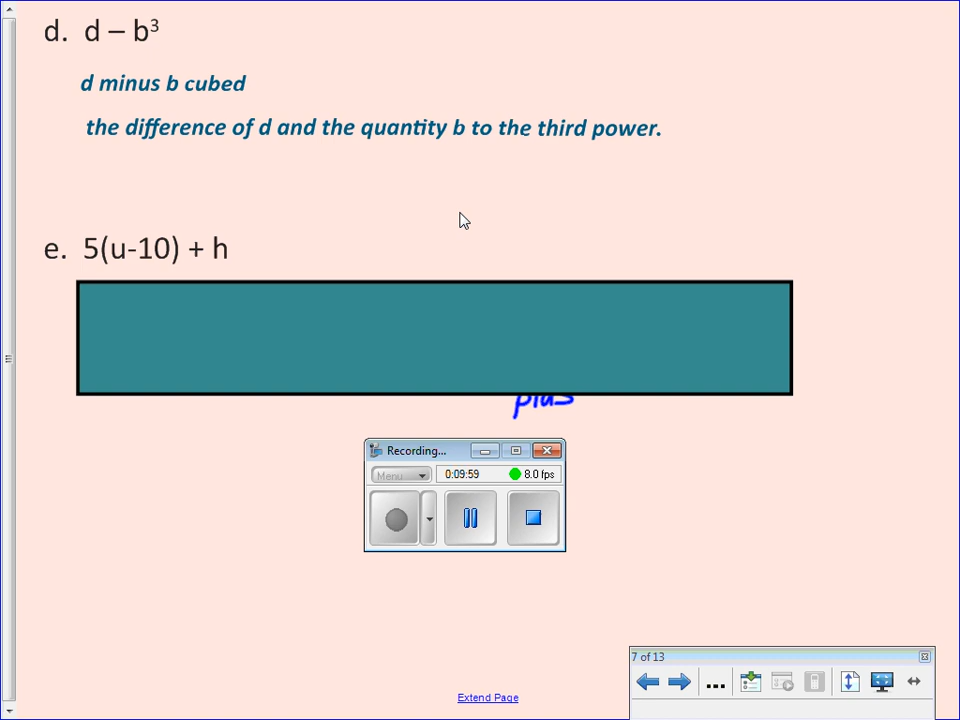 d. d – b³
d minus b cubed
the difference of d and the quantity b to the third power.
e. 5(u-10) + h
plus
Recording...
Menu
0:09:59
8.0 fps
7 of 13
...
Extend Page